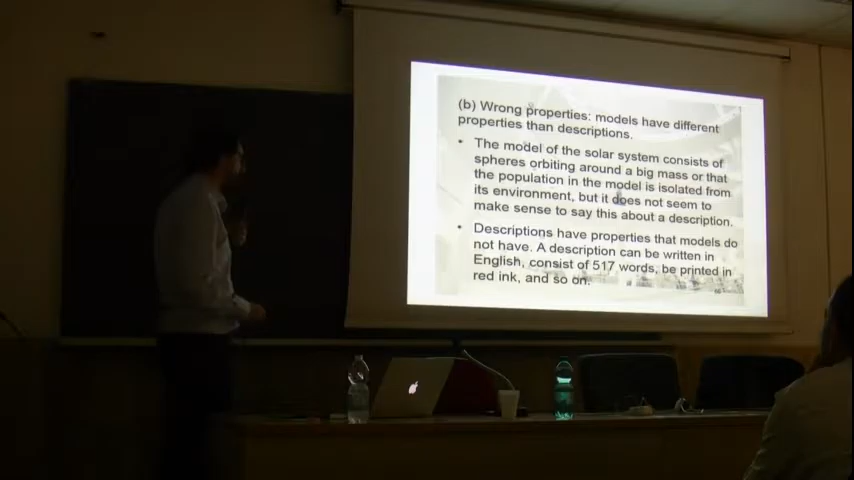 (b) Wrong properties: models have different
properties than descriptions.
• The model of the solar system consists of
spheres orbiting around a big mass or that
the population in the model is isolated from
its environment, but it does not seem to
make sense to say this about a description.
• Descriptions have properties that models do
not have. A description can be written in
English, consist of 517 words, be printed in
red ink, and so on.